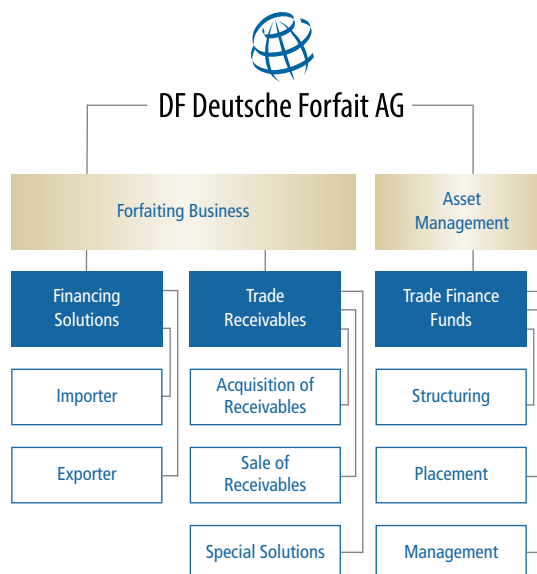 DF Deutsche Forfait AG
Forfaiting Business
Asset
Management
Financing
Solutions
Trade
Receivables
Trade Finance
Funds
Importer
Acquisition of
Receivables
Structuring
Exporter
Sale of
Receivables
Placement
Special Solutions
Management